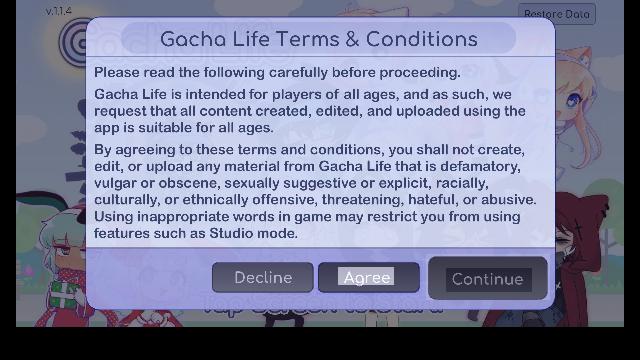 v.1.1.4
Restore Data
Gacha Life Terms & Conditions
Please read the following carefully before proceeding.
Gacha Life is intended for players of all ages, and as such, we
request that all content created, edited, and uploaded using the
app is suitable for all ages.
By agreeing to these terms and conditions, you shall not create,
edit, or upload any material from Gacha Life that is defamatory,
vulgar or obscene, sexually suggestive or explicit, racially,
culturally, or ethnically offensive, threatening, hateful, or abusive.
Using inappropriate words in game may restrict you from using
features such as Studio mode.
Decline
Agree
Continue